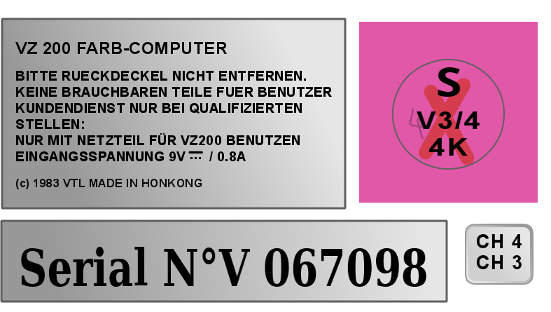 VZ 200 FARB-COMPUTER
BITTE RUECKDECKEL NICHT ENTFERNEN.
KEINE BRAUCHBAREN TEILE FUER BENUTZER
KUNDENDIENST NUR BEI QUALIFIZIERTEN
STELLEN:
NUR MIT NETZTEIL FÜR VZ200 BENUTZEN
EINGANGSSPANNUNG 9V ⎓ / 0.8A
(c) 1983 VTL MADE IN HONKONG
S
V3/4
4K
Serial N°V 067098
CH 4
CH 3